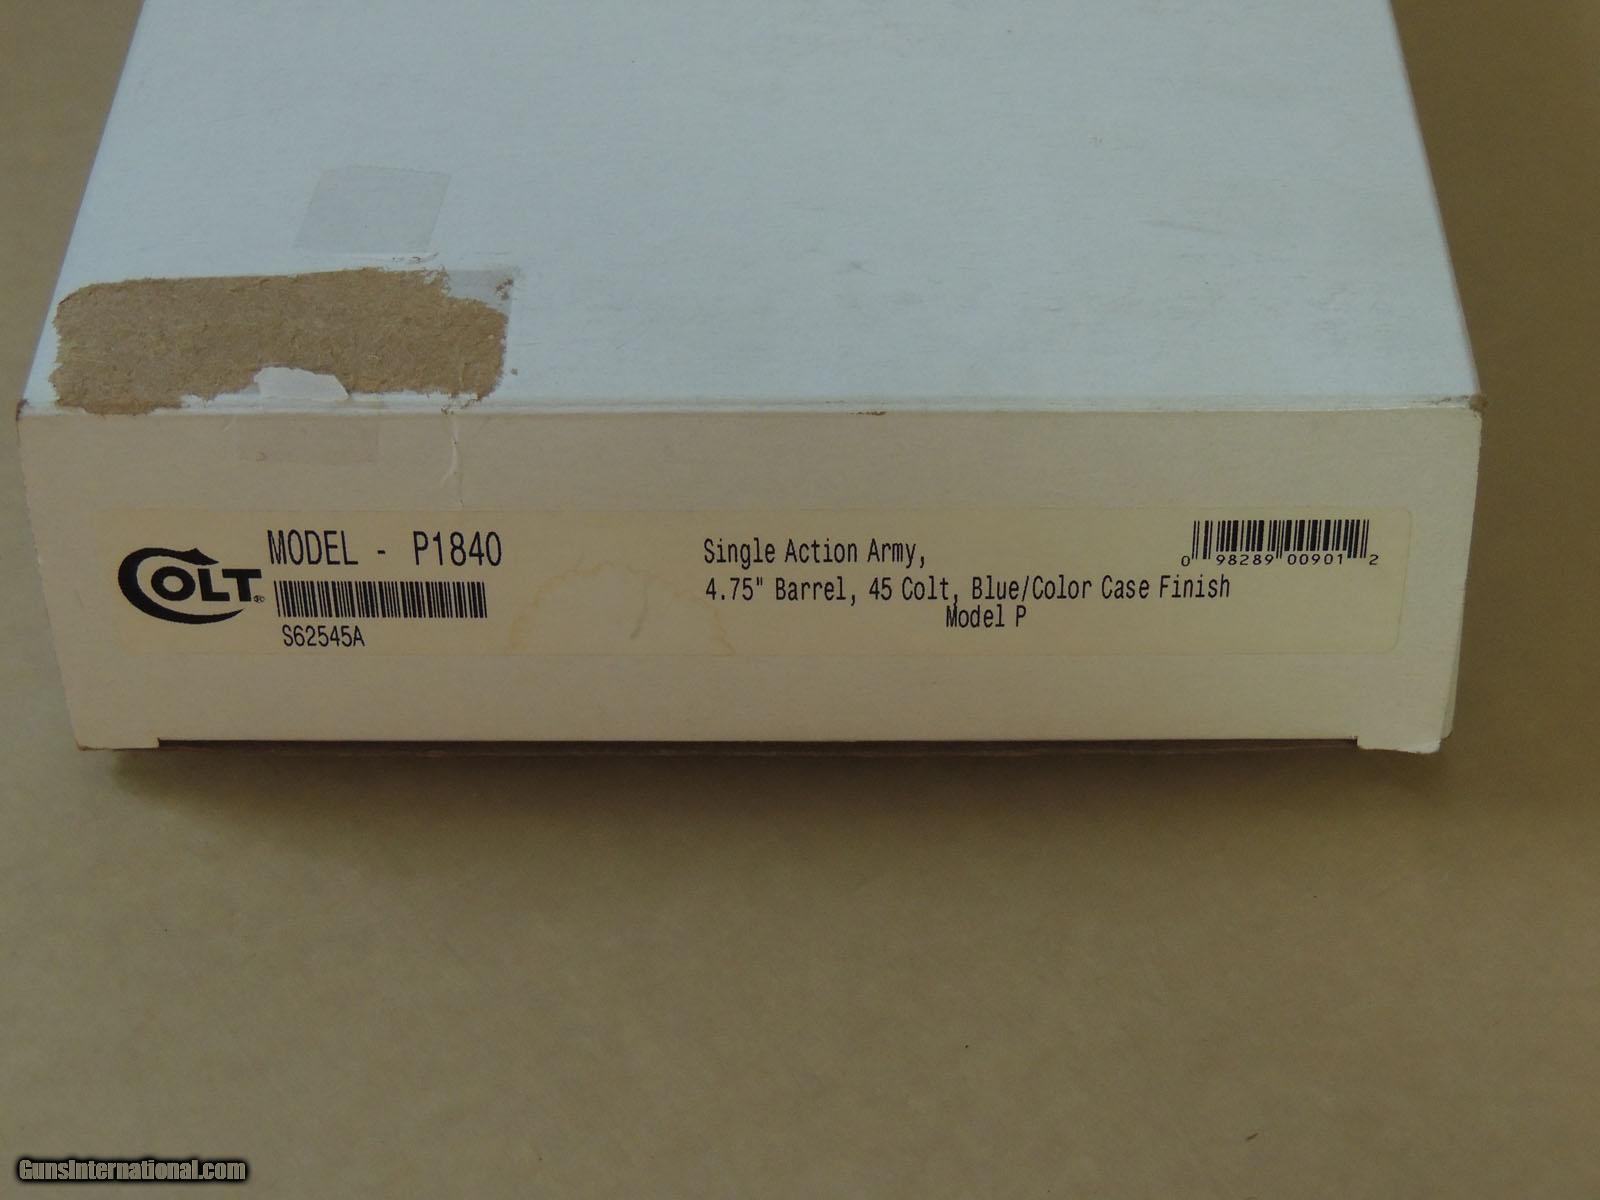 COLT®
MODEL - P1840
S62545A
Single Action Army,
4.75" Barrel, 45 Colt, Blue/Color Case Finish
Model P
0 98289 00901 2
GunsInternational.com